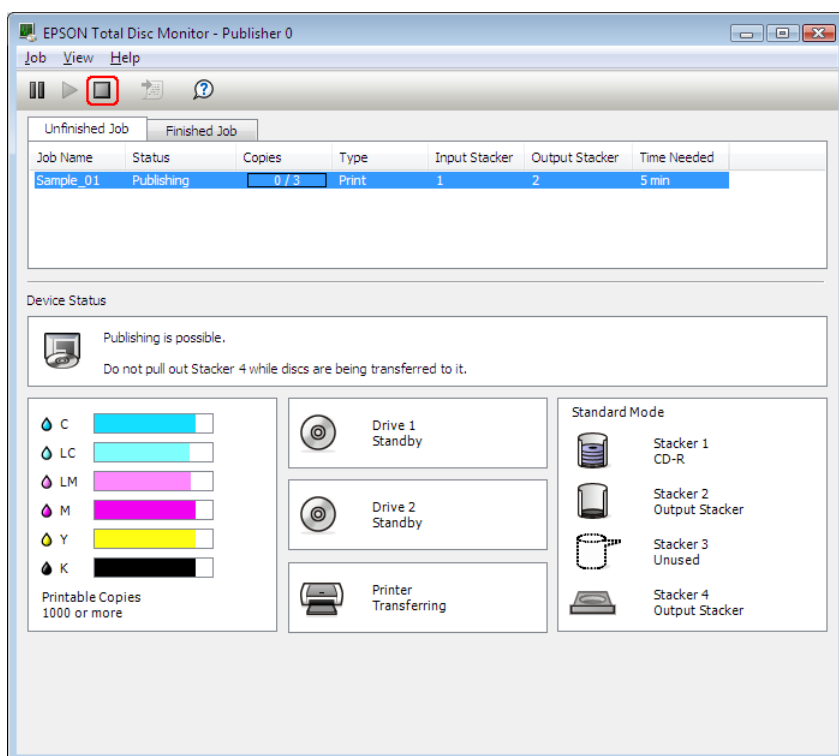 EPSON Total Disc Monitor - Publisher 0
Job View Help
Unfinished Job Finished Job
Job Name Status Copies Type Input Stacker Output Stacker Time Needed
Sample_01 Publishing 0 / 3 Print 1 2 5 min
Device Status
Publishing is possible.
Do not pull out Stacker 4 while discs are being transferred to it.
C
LC
LM
M
Y
K
Printable Copies
1000 or more
Drive 1
Standby
Drive 2
Standby
Printer
Transferring
Standard Mode
Stacker 1
CD-R
Stacker 2
Output Stacker
Stacker 3
Unused
Stacker 4
Output Stacker